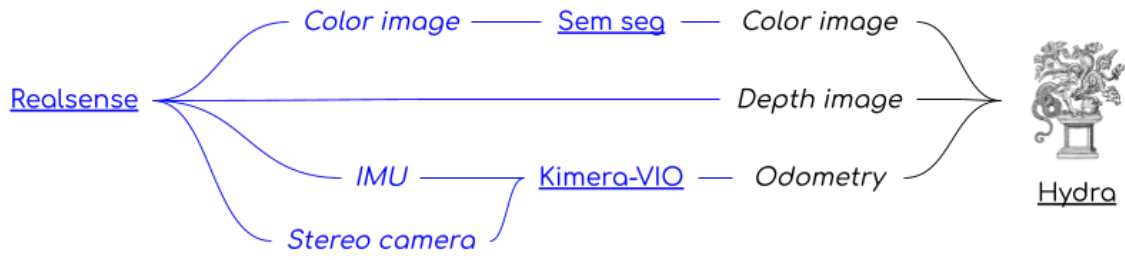 Color image
Sem seg
Color image
Realsense
Depth image
IMU
Kimera-VIO
Odometry
Hydra
Stereo camera